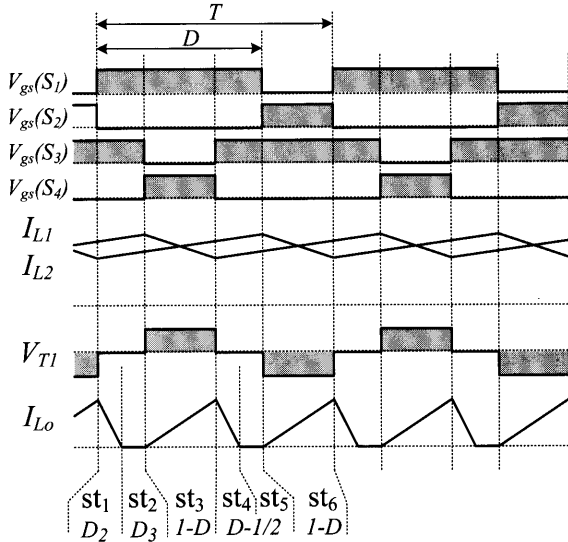 T
D
Vgs(S1)
Vgs(S2)
Vgs(S3)
Vgs(S4)
IL1
IL2
VT1
ILo
st1 st2 st3 st4 st5 st6
D2 D3 1-D D-1/2 1-D